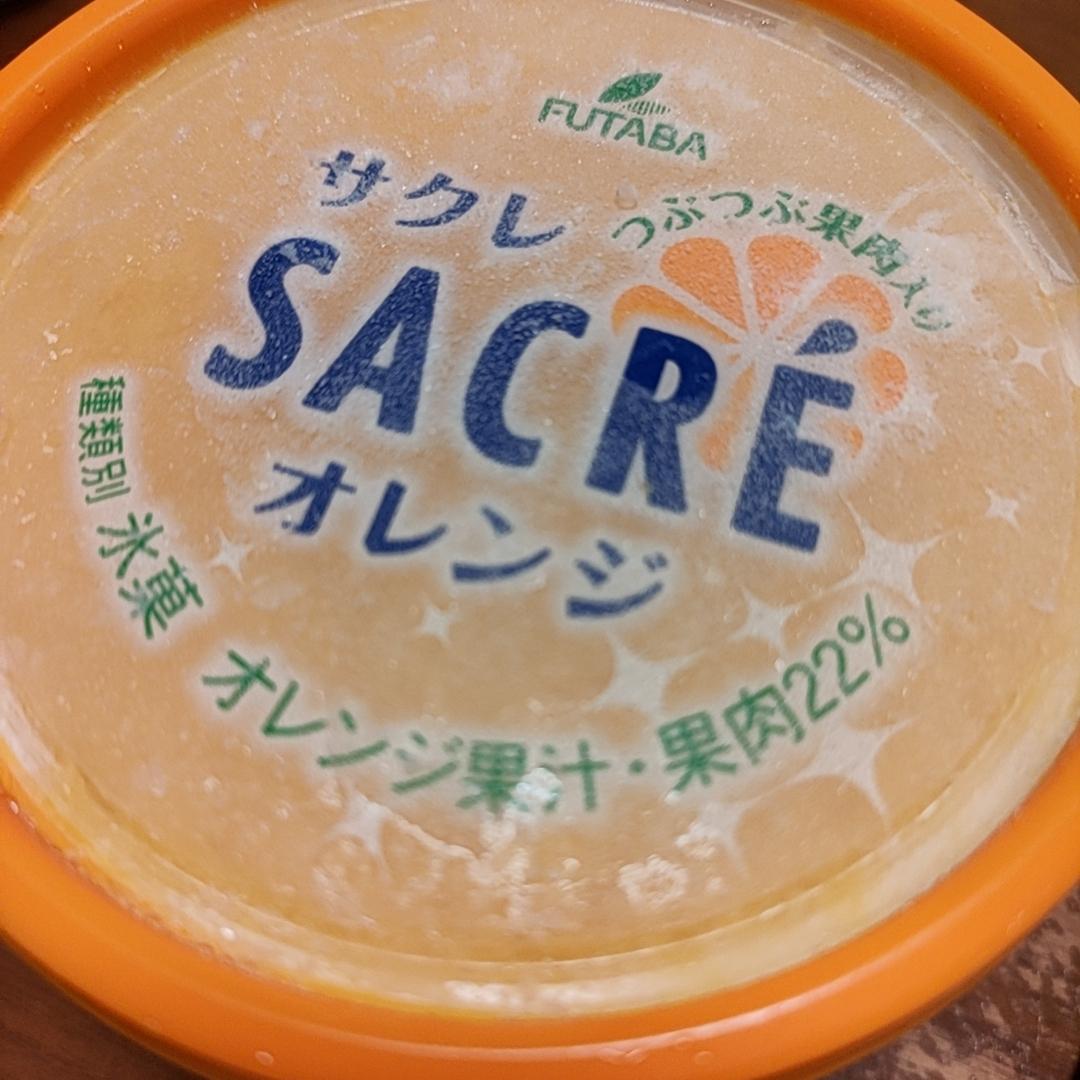 FUTABA
サクレ
つぶつぶ果肉入り
SACRÉ
オレンジ
種類別 氷菓
オレンジ果汁・果肉22%